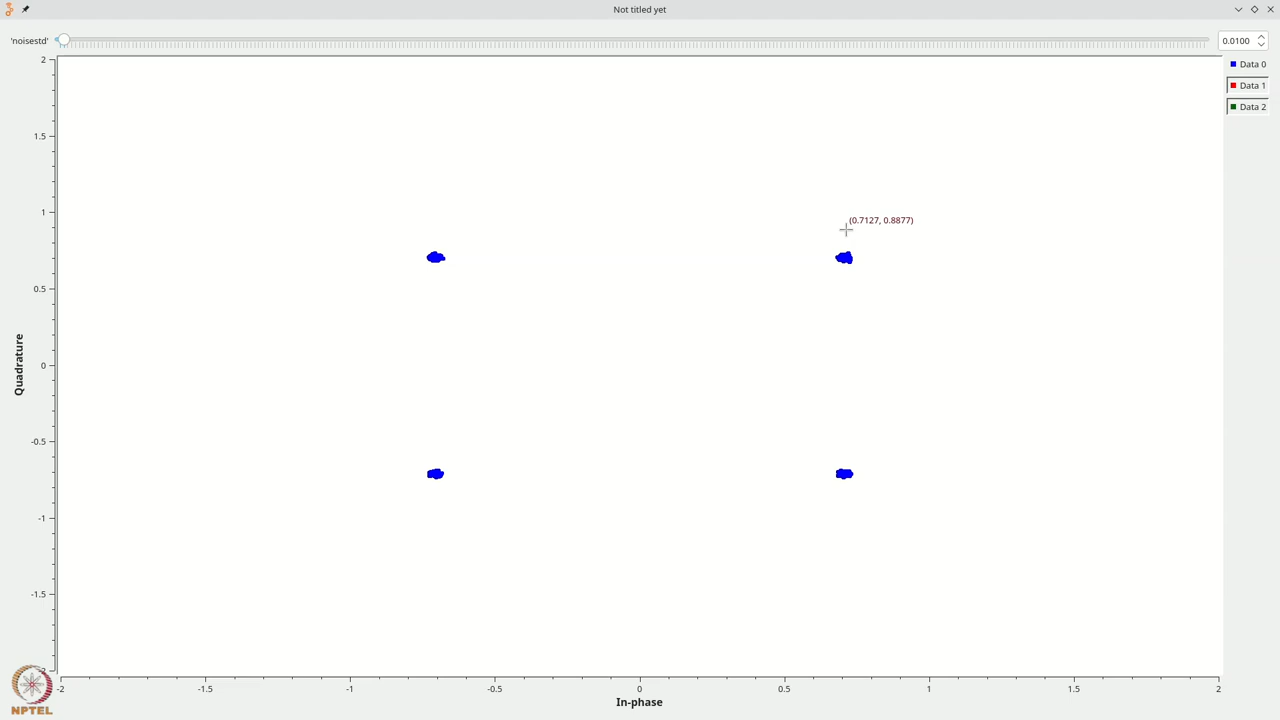 Not titled yet
'noisestd'
0.0100
Data 0
Data 1
Data 2
2
1.5
1
0.5
0
-0.5
-1
-1.5
(0.7127, 0.8877)
Quadrature
-2
-1.5
-1
-0.5
0
0.5
1
1.5
2
In-phase
NPTEL